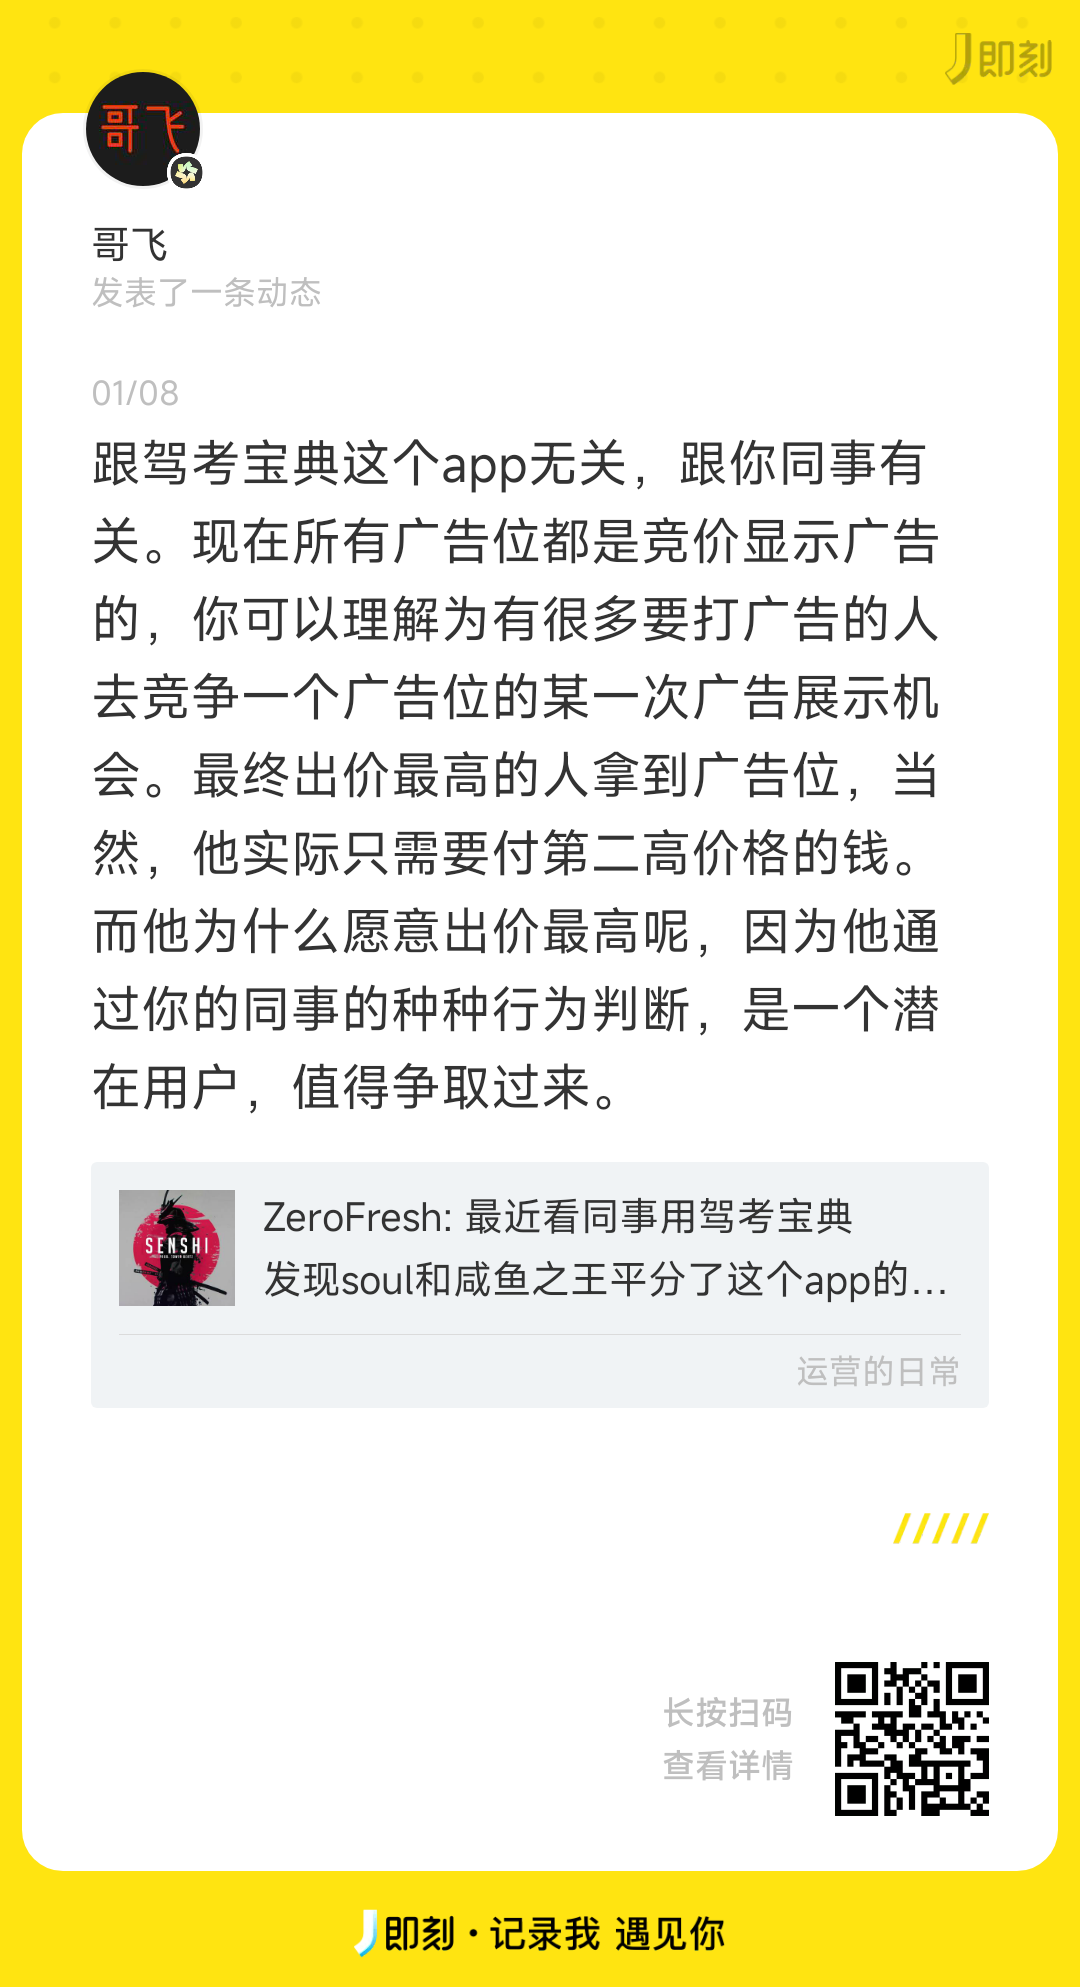 即刻
哥飞
哥飞
发表了一条动态
01/08
跟驾考宝典这个app无关，跟你同事有
关。现在所有广告位都是竞价显示广告
的，你可以理解为有很多要打广告的人
去竞争一个广告位的某一次广告展示机
会。最终出价最高的人拿到广告位，当
然，他实际只需要付第二高价格的钱。
而他为什么愿意出价最高呢，因为他通
过你的同事的种种行为判断，是一个潜
在用户，值得争取过来。
ZeroFresh: 最近看同事用驾考宝典
SENSHI
发现soul和咸鱼之王平分了这个app的...
运营的日常
长按扫码
查看详情
即刻·记录我 遇见你